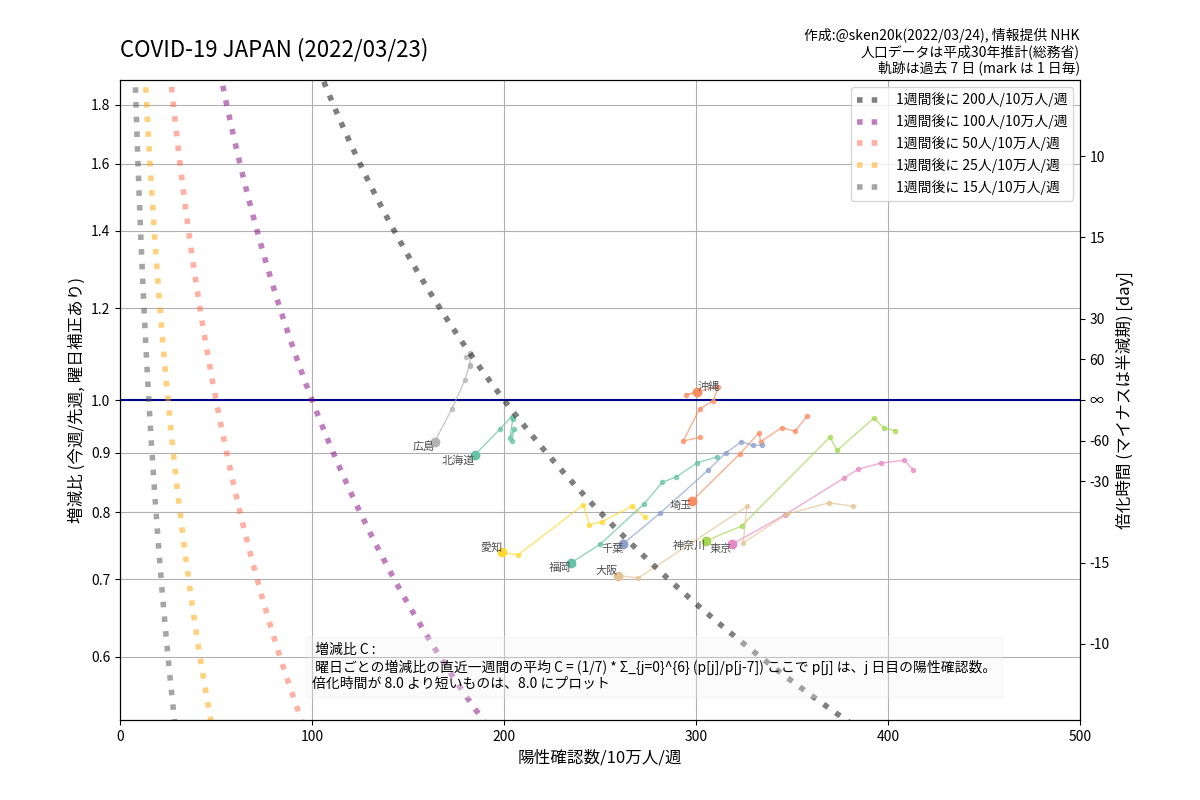 COVID-19 JAPAN (2022/03/23)
作成:@sken20k(2022/03/24), 情報提供 NHK
人口データは平成30年推計(総務省)
軌跡は過去 7 日 (mark は 1 日毎)
1週間後に 200人/10万人/週
1週間後に 100人/10万人/週
1週間後に 50人/10万人/週
1週間後に 25人/10万人/週
1週間後に 15人/10万人/週
1.8
1.6
1.4
1.2
1.0
0.9
0.8
0.7
0.6
増減比 (今週/先週, 曜日補正あり)
10
15
30
60
∞
-60
-30
-15
-10
倍化時間 (マイナスは半減期) [day]
沖縄
広島
北海道
埼玉
愛知
千葉
神奈川
東京
福岡
大阪
増減比 C :
曜日ごとの増減比の直近一週間の平均 C = (1/7) * Σ_{j=0}^{6} (p[j]/p[j-7]) ここで p[j] は、j 日目の陽性確認数。
倍化時間が 8.0 より短いものは、8.0 にプロット
0
100
200
300
400
500
陽性確認数/10万人/週